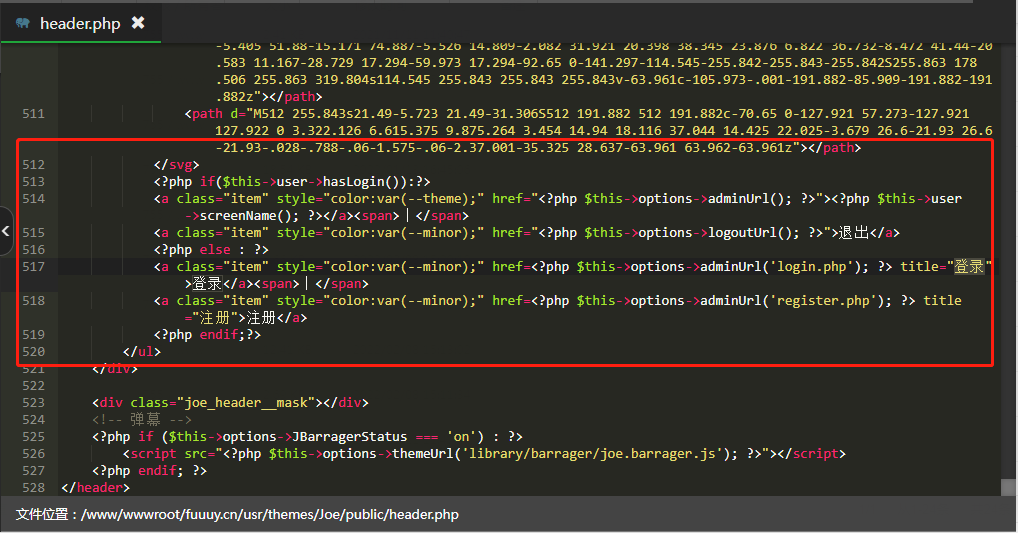 header.php ✖
-5.405 51.88-15.171 74.887-5.526 14.809-2.082 31.921 20.398 38.345 23.876 6.822 36.732-8.472 41.44-20
.583 11.167-28.729 17.294-59.973 17.294-92.65 0-141.297-114.545-255.842-255.843-255.842S255.863 178
.506 255.863 319.804s114.545 255.843 255.843 255.843v-63.961c-105.973-.001-191.882-85.909-191.882-191
.882z"></path>
511 <path d="M512 255.843s21.49-5.723 21.49-31.306S512 191.882 512 191.882c-70.65 0-127.921 57.273-127.921
127.922 0 3.322.126 6.615.375 9.875.264 3.454 14.94 18.116 37.044 14.425 22.025-3.679 26.6-21.93 26.6
-21.93-.028-.788-.06-1.575-.06-2.37.001-35.325 28.637-63.961 63.962-63.961z"></path>
512 </svg>
513 <?php if($this->user->hasLogin()):?>
514 <a class="item" style="color:var(--theme);" href="<?php $this->options->adminUrl(); ?>"><?php $this->user
->screenName(); ?></a><span>丨</span>
515 <a class="item" style="color:var(--minor);" href="<?php $this->options->logoutUrl(); ?>">退出</a>
516 <?php else : ?>
517 <a class="item" style="color:var(--minor);" href=<?php $this->options->adminUrl('login.php'); ?> title="登录"
>登录</a><span>丨</span>
518 <a class="item" style="color:var(--minor);" href=<?php $this->options->adminUrl('register.php'); ?> title
="注册">注册</a>
519 <?php endif;?>
520 </ul>
521 </div>
522
523 <div class="joe_header__mask"></div>
524 <!-- 弹幕 -->
525 <?php if ($this->options->JBarragerStatus === 'on') : ?>
526 <script src="<?php $this->options->themeUrl('library/barrager/joe.barrager.js'); ?>"></script>
527 <?php endif; ?>
528 </header>
文件位置：/www/wwwroot/fuuuy.cn/usr/themes/Joe/public/header.php